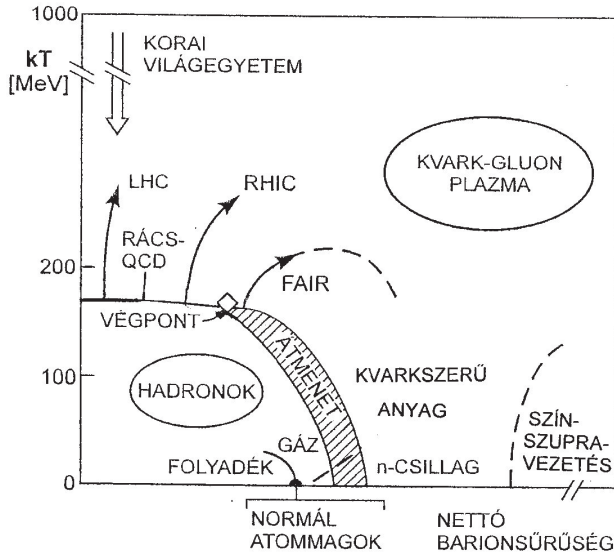 1000
kT
[MeV]
KORAI
VILÁGEGYETEM
KVARK-GLUON
PLAZMA
LHC
RHIC
RÁCS-
QCD
200
FAIR
VÉGPONT
ÁTMENET
100
HADRONOK
KVARKSZERŰ
ANYAG
SZÍN-
SZUPRA-
VEZETÉS
GÁZ
FOLYADÉK
n-CSILLAG
0
NORMÁL
ATOMMAGOK
NETTÓ
BARIONSŰRŰSÉG